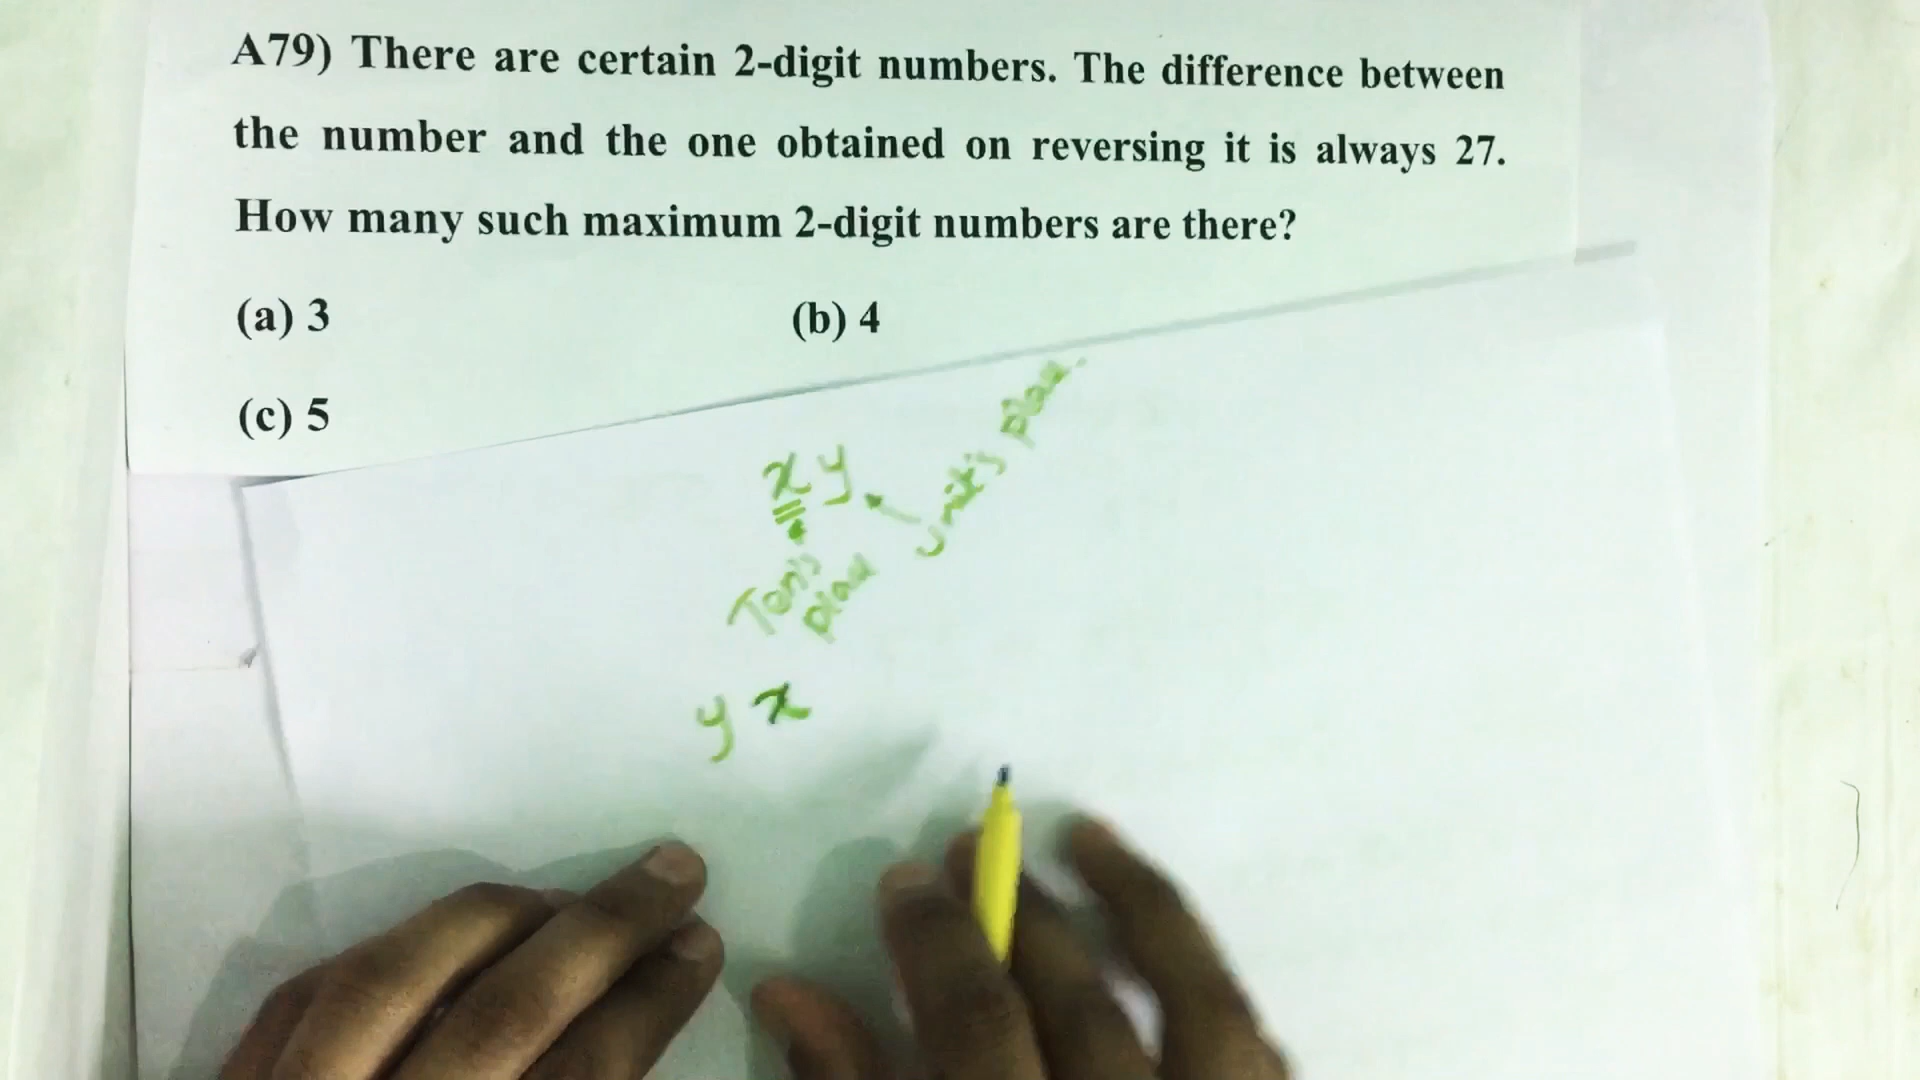 A79) There are certain 2-digit numbers. The difference between
the number and the one obtained on reversing it is always 27.
How many such maximum 2-digit numbers are there?
(a) 3 (b) 4
(c) 5
x y
Ten's place
Unit's place.
y x